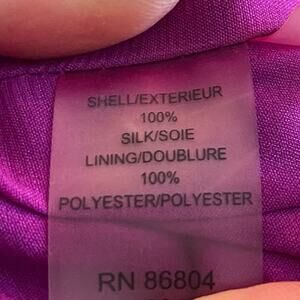 SHELL/EXTERIEUR
100%
SILK/SOIE
LINING/DOUBLURE
100%
POLYESTER/POLYESTER
RN 86804